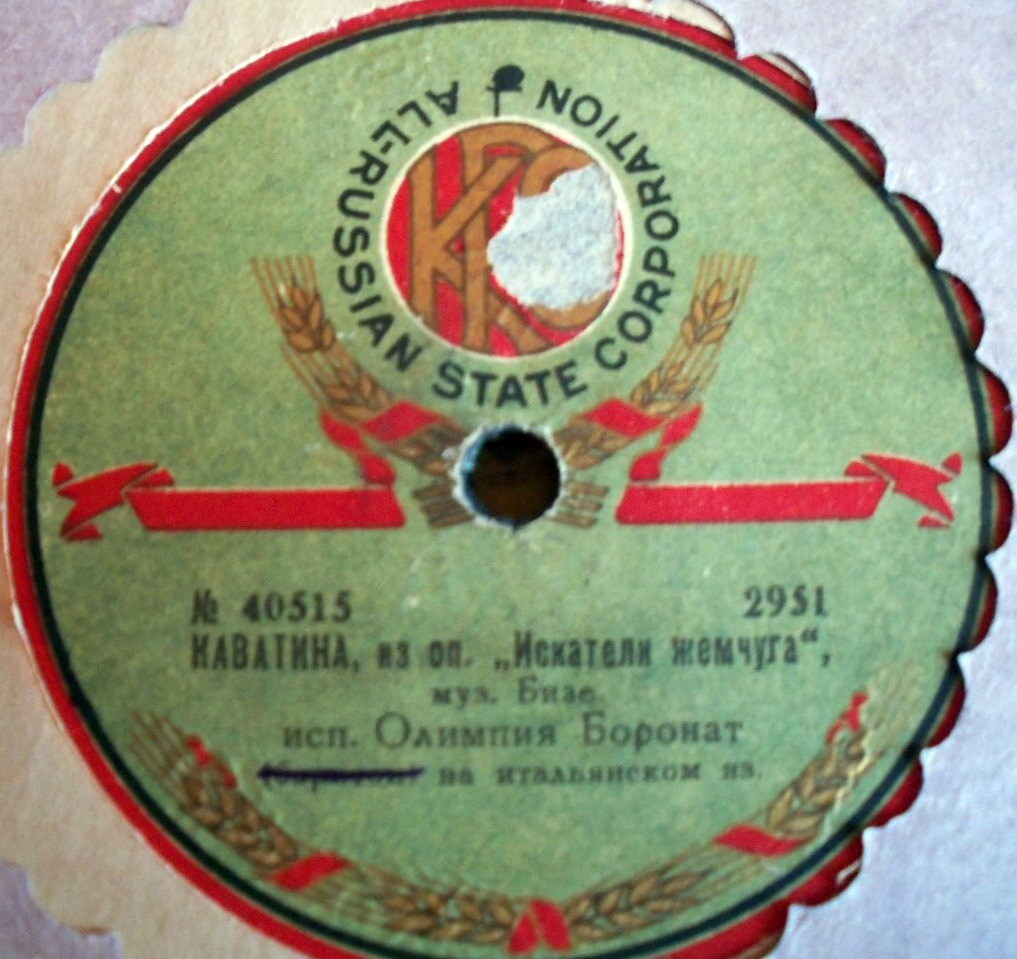 ALL-RUSSIAN STATE CORPORATION
№ 40515 2951
КАВАТИНА, из оп. „Искатели жемчуга“,
муз. Бизе.
исп. Олимпия Боронат
на итальянском яз.